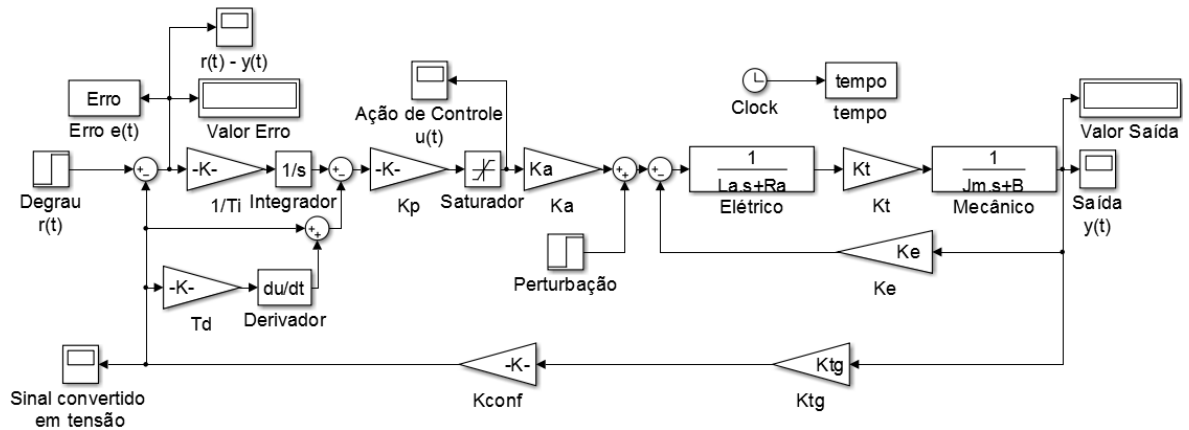 r(t) - y(t)
Erro
Erro e(t)
Valor Erro
Ação de Controle
u(t)
Clock
tempo
tempo
Valor Saída
Degrau
r(t)
-K-
1/Ti
1/s
Integrador
-K-
Kp
Saturador
Ka
Ka
1
La.s+Ra
Elétrico
Kt
Kt
1
Jm.s+B
Mecânico
Saída
y(t)
Perturbação
Ke
Ke
-K-
Td
du/dt
Derivador
Sinal convertido
em tensão
-K-
Kconf
Ktg
Ktg